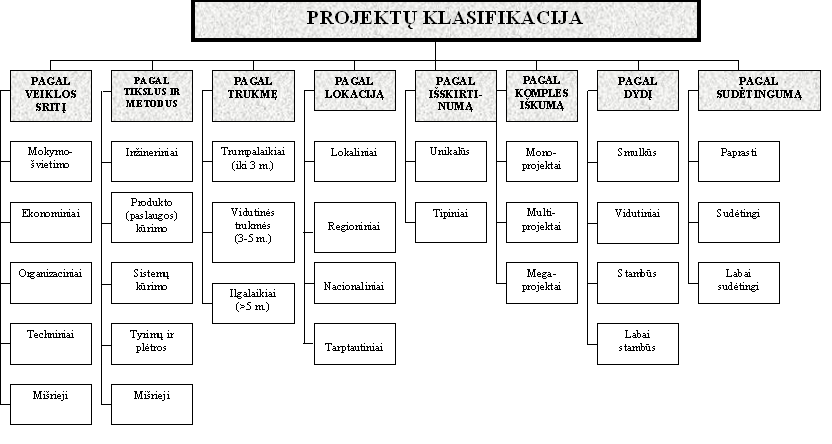 PROJEKTŲ KLASIFIKACIJA
PAGAL
VEIKLOS
SRITĮ
Mokymo-
švietimo
Ekonominiai
Organizaciniai
Techniniai
Mišrieji
PAGAL
TIKSLUS IR
METODUS
Inžineriniai
Produkto
(paslaugos)
kūrimo
Sistemų
kūrimo
Tyrimų ir
plėtros
Mišrieji
PAGAL
TRUKMĘ
Trumpalaikiai
(iki 3 m.)
Vidutinės
trukmės
(3-5 m.)
Ilgalaikiai
(>5 m.)
PAGAL
LOKACIJĄ
Lokaliniai
Regioniniai
Nacionaliniai
Tarptautiniai
PAGAL
IŠSKIRTI-
NUMĄ
Unikalūs
Tipiniai
PAGAL
KOMPLES
IŠKUMĄ
Mono-
projektai
Multi-
projektai
Mega-
projektai
PAGAL
DYDĮ
Smulkūs
Vidutiniai
Stambūs
Labai
stambūs
PAGAL
SUDĖTINGUMĄ
Paprasti
Sudėtingi
Labai
sudėtingi